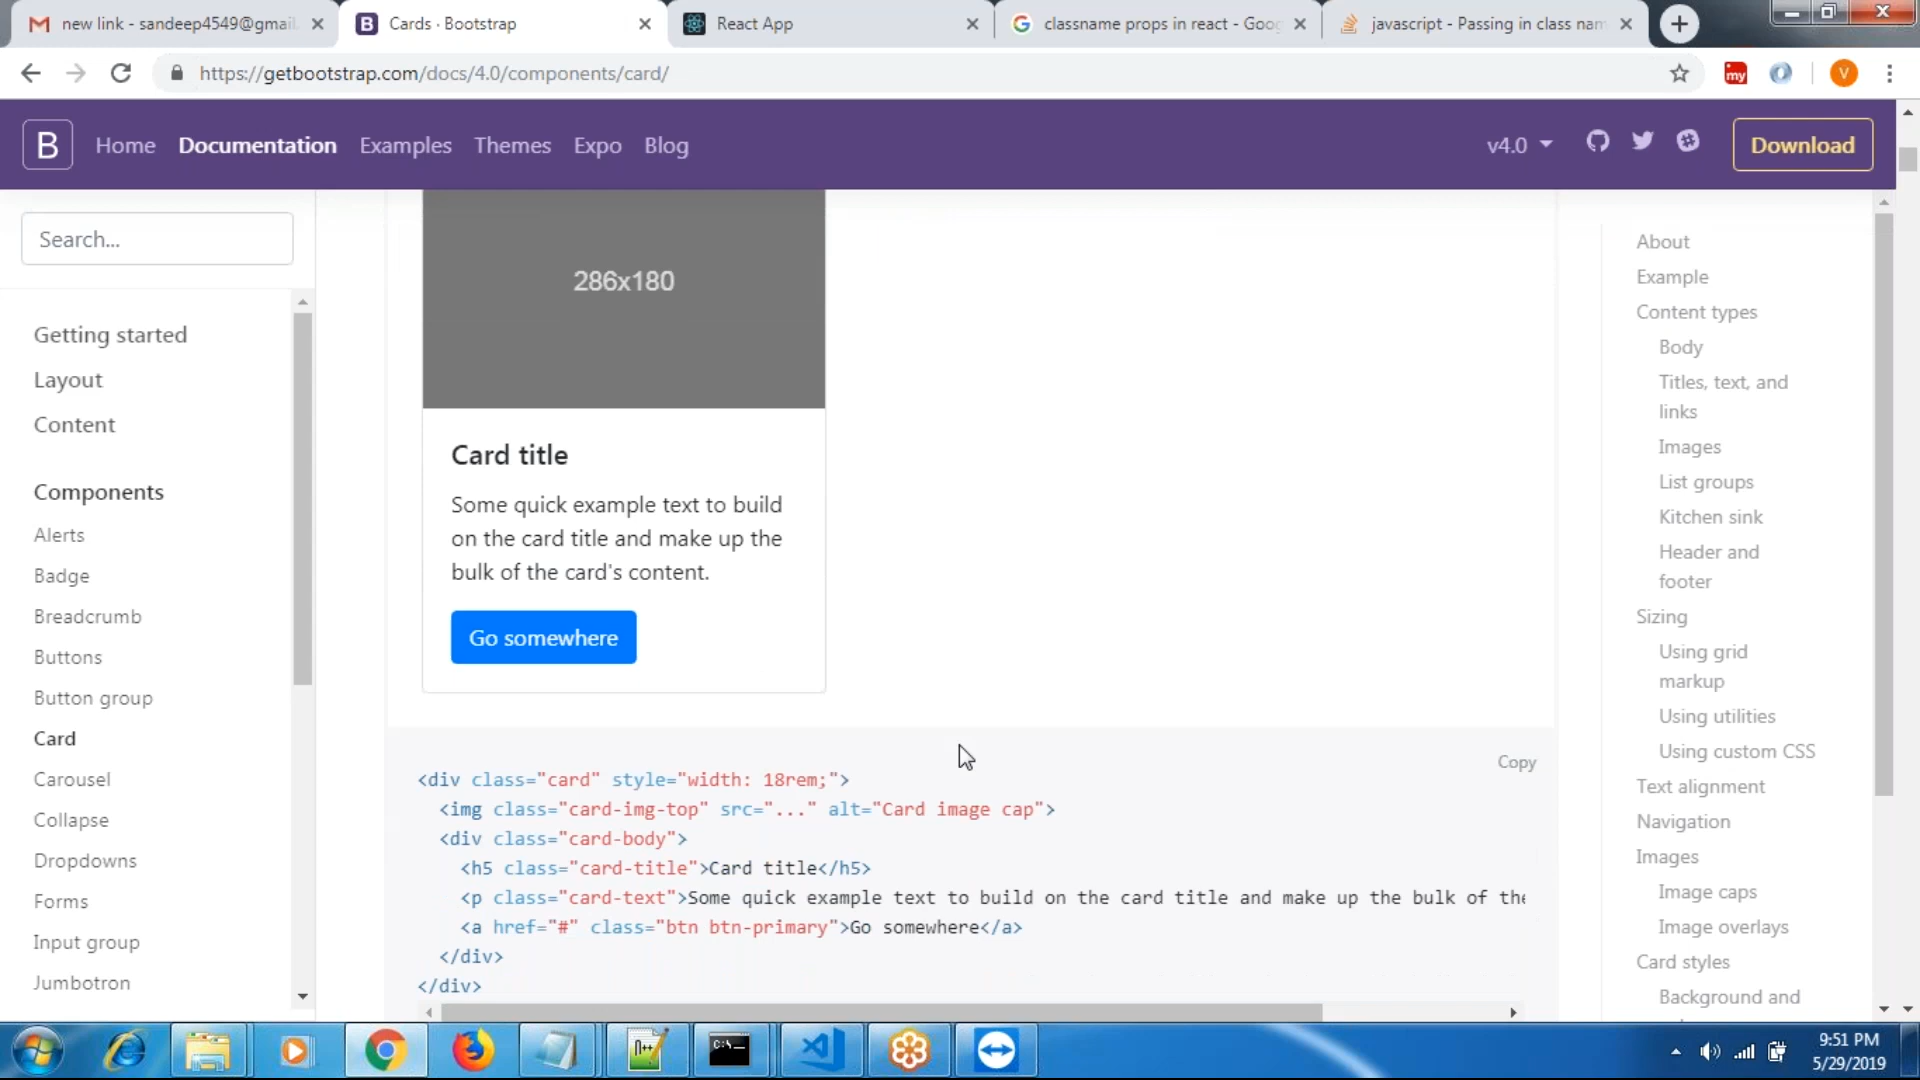 new link - sandeep4549@gmail.
Cards · Bootstrap
React App
classname props in react - Goog
javascript - Passing in class nam
https://getbootstrap.com/docs/4.0/components/card/
my
V
B
Home
Documentation
Examples
Themes
Expo
Blog
v4.0
Download
Search...
Getting started
Layout
Content
Components
Alerts
Badge
Breadcrumb
Buttons
Button group
Card
Carousel
Collapse
Dropdowns
Forms
Input group
Jumbotron
286x180
Card title
Some quick example text to build
on the card title and make up the
bulk of the card's content.
Go somewhere
Copy
<div class="card" style="width: 18rem;">
<img class="card-img-top" src="..." alt="Card image cap">
<div class="card-body">
<h5 class="card-title">Card title</h5>
<p class="card-text">Some quick example text to build on the card title and make up the bulk of the
<a href="#" class="btn btn-primary">Go somewhere</a>
</div>
</div>
About
Example
Content types
Body
Titles, text, and
links
Images
List groups
Kitchen sink
Header and
footer
Sizing
Using grid
markup
Using utilities
Using custom CSS
Text alignment
Navigation
Images
Image caps
Image overlays
Card styles
Background and
9:51 PM
5/29/2019